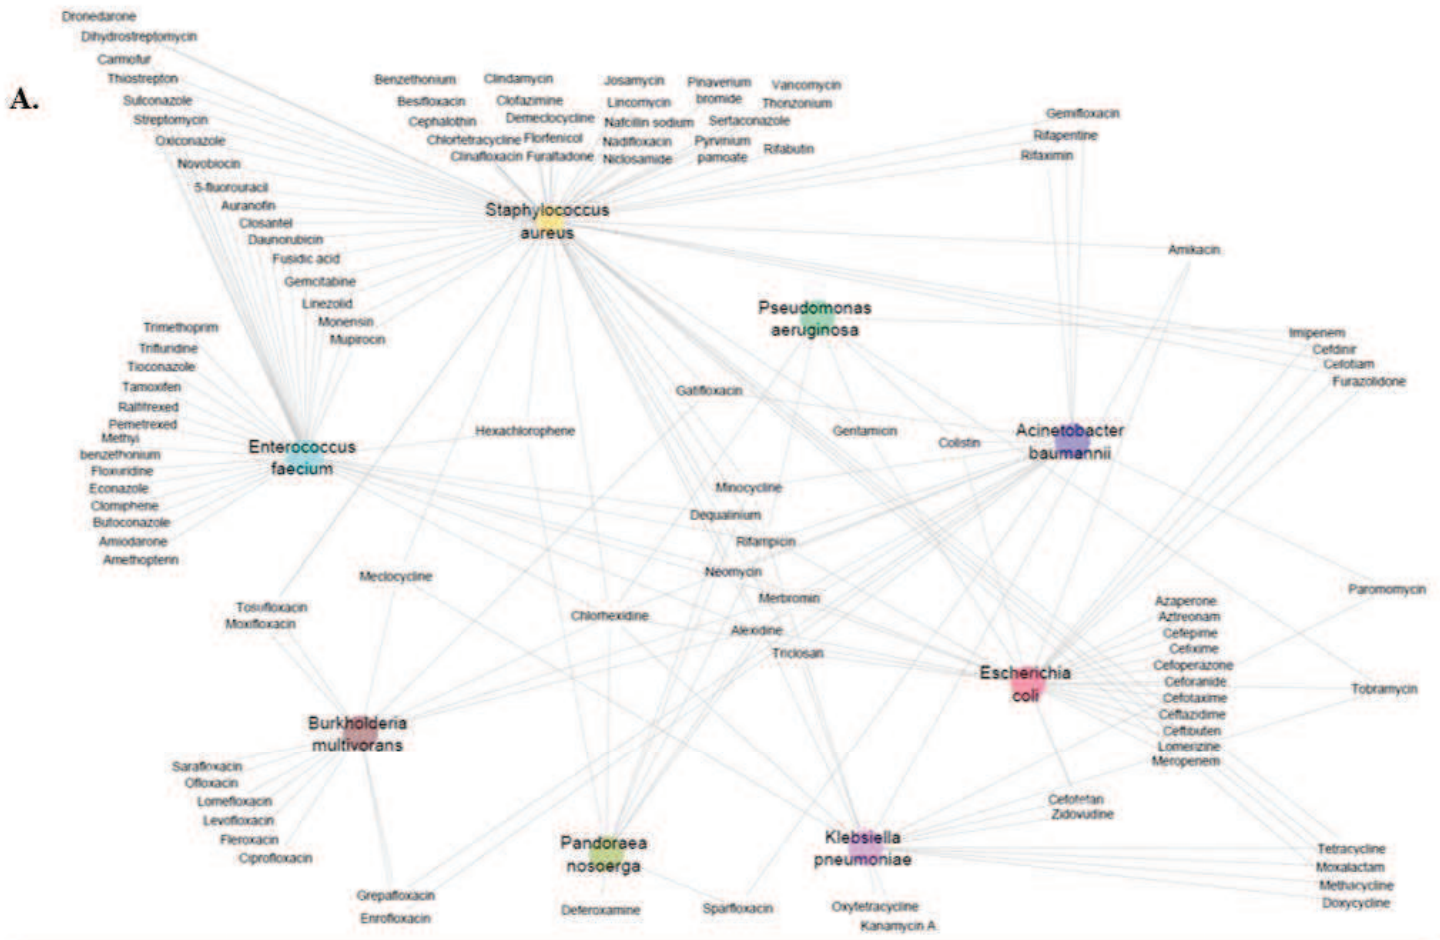 A.
Dronedarone
Dihydrostreptomycin
Carmofur
Thiostrepton
Sulconazole
Streptomycin
Oxiconazole
Novobiocin
5-fluorouracil
Auranofin
Closantel
Daunorubicin
Fusidic acid
Gemcitabine
Linezolid
Monensin
Mupirocin
Benzethonium
Besifloxacin
Cephalothin
Chlortetracycline
Clinafloxacin
Clindamycin
Clofazimine
Demeclocycline
Florfenicol
Furaltadone
Josamycin
Lincomycin
Nafcillin sodium
Nadifloxacin
Niclosamide
Pinaverium
bromide
Sertaconazole
Pyrvinium
pamoate
Vancomycin
Thonzonium
Rifabutin
Gemifloxacin
Rifapentine
Rifaximin
Staphylococcus
aureus
Amikacin
Pseudomonas
aeruginosa
Imipenem
Cefdinir
Cefotiam
Furazolidone
Trimethoprim
Trifluridine
Tioconazole
Tamoxifen
Raltitrexed
Pemetrexed
Methyl
benzethonium
Floxuridine
Econazole
Clomiphene
Butoconazole
Amiodarone
Amethopterin
Enterococcus
faecium
Hexachlorophene
Gatifloxacin
Gentamicin
Colistin
Acinetobacter
baumannii
Minocycline
Dequalinium
Rifampicin
Neomycin
Merbromin
Alexidine
Triclosan
Meclocycline
Chlorhexidine
Tosufloxacin
Moxifloxacin
Paromomycin
Tobramycin
Escherichia
coli
Azaperone
Aztreonam
Cefepime
Cefixime
Cefoperazone
Ceforanide
Cefotaxime
Ceftazidime
Ceftibuten
Lomerizine
Meropenem
Burkholderia
multivorans
Sarafloxacin
Ofloxacin
Lomefloxacin
Levofloxacin
Fleroxacin
Ciprofloxacin
Grepafloxacin
Enrofloxacin
Pandoraea
nosoerga
Deferoxamine
Sparfloxacin
Klebsiella
pneumoniae
Oxytetracycline
Kanamycin A
Cefotetan
Zidovudine
Tetracycline
Moxalactam
Methacycline
Doxycycline